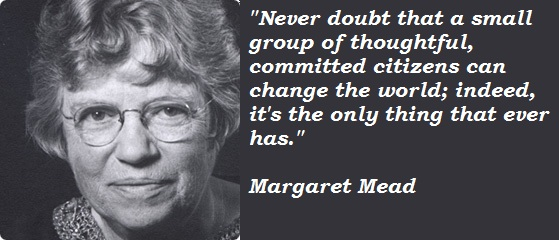 "Never doubt that a small
group of thoughtful,
committed citizens can
change the world; indeed,
it's the only thing that ever
has."
Margaret Mead